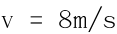 v = 8m/s